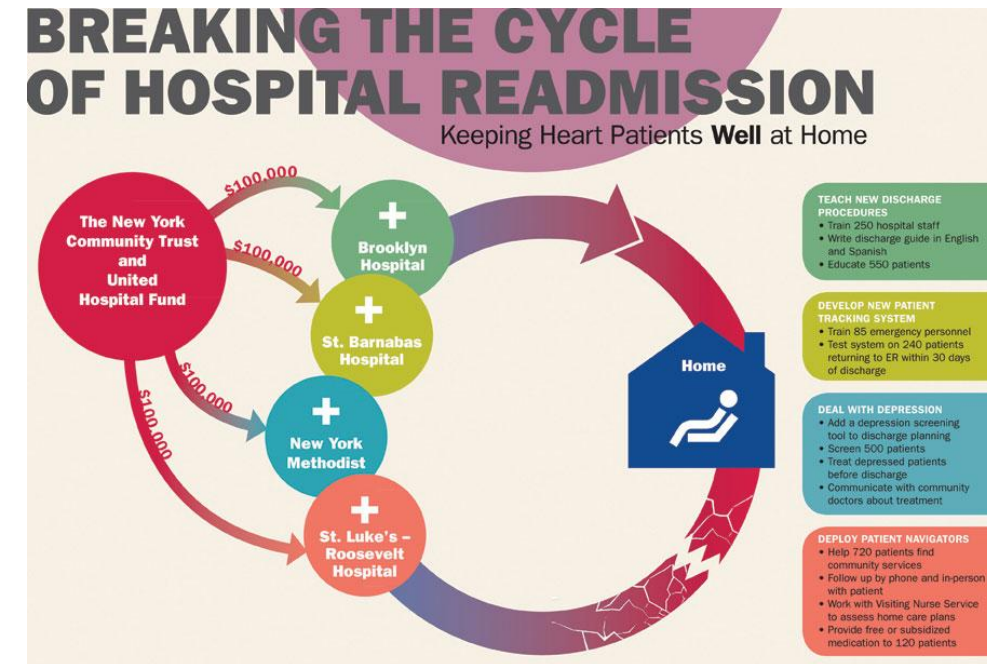 BREAKING THE CYCLE
OF HOSPITAL READMISSION
Keeping Heart Patients Well at Home
The New York
Community Trust
and
United
Hospital Fund
$100,000
$100,000
$100,000
$100,000
Brooklyn
Hospital
St. Barnabas
Hospital
New York
Methodist
St. Luke's –
Roosevelt
Hospital
Home
TEACH NEW DISCHARGE
PROCEDURES
• Train 250 hospital staff
• Write discharge guide in English
and Spanish
• Educate 550 patients
DEVELOP NEW PATIENT
TRACKING SYSTEM
• Train 85 emergency personnel
• Test system on 240 patients
returning to ER within 30 days
of discharge
DEAL WITH DEPRESSION
• Add a depression screening
tool to discharge planning
• Screen 500 patients
• Treat depressed patients
before discharge
• Communicate with community
doctors about treatment
DEPLOY PATIENT NAVIGATORS
• Help 720 patients find
community services
• Follow up by phone and in-person
with patient
• Work with Visiting Nurse Service
to assess home care plans
• Provide free or subsidized
medication to 120 patients